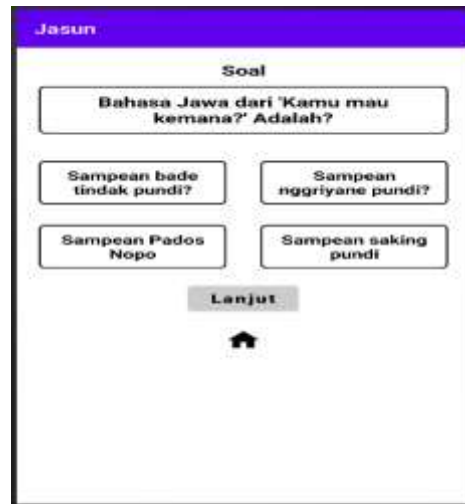 Jasun
Soal
Bahasa Jawa dari 'Kamu mau
kemana?' Adalah?
Sampean bade
tindak pundi?
Sampean
nggriyane pundi?
Sampean Pados
Nopo
Sampean saking
pundi
Lanjut